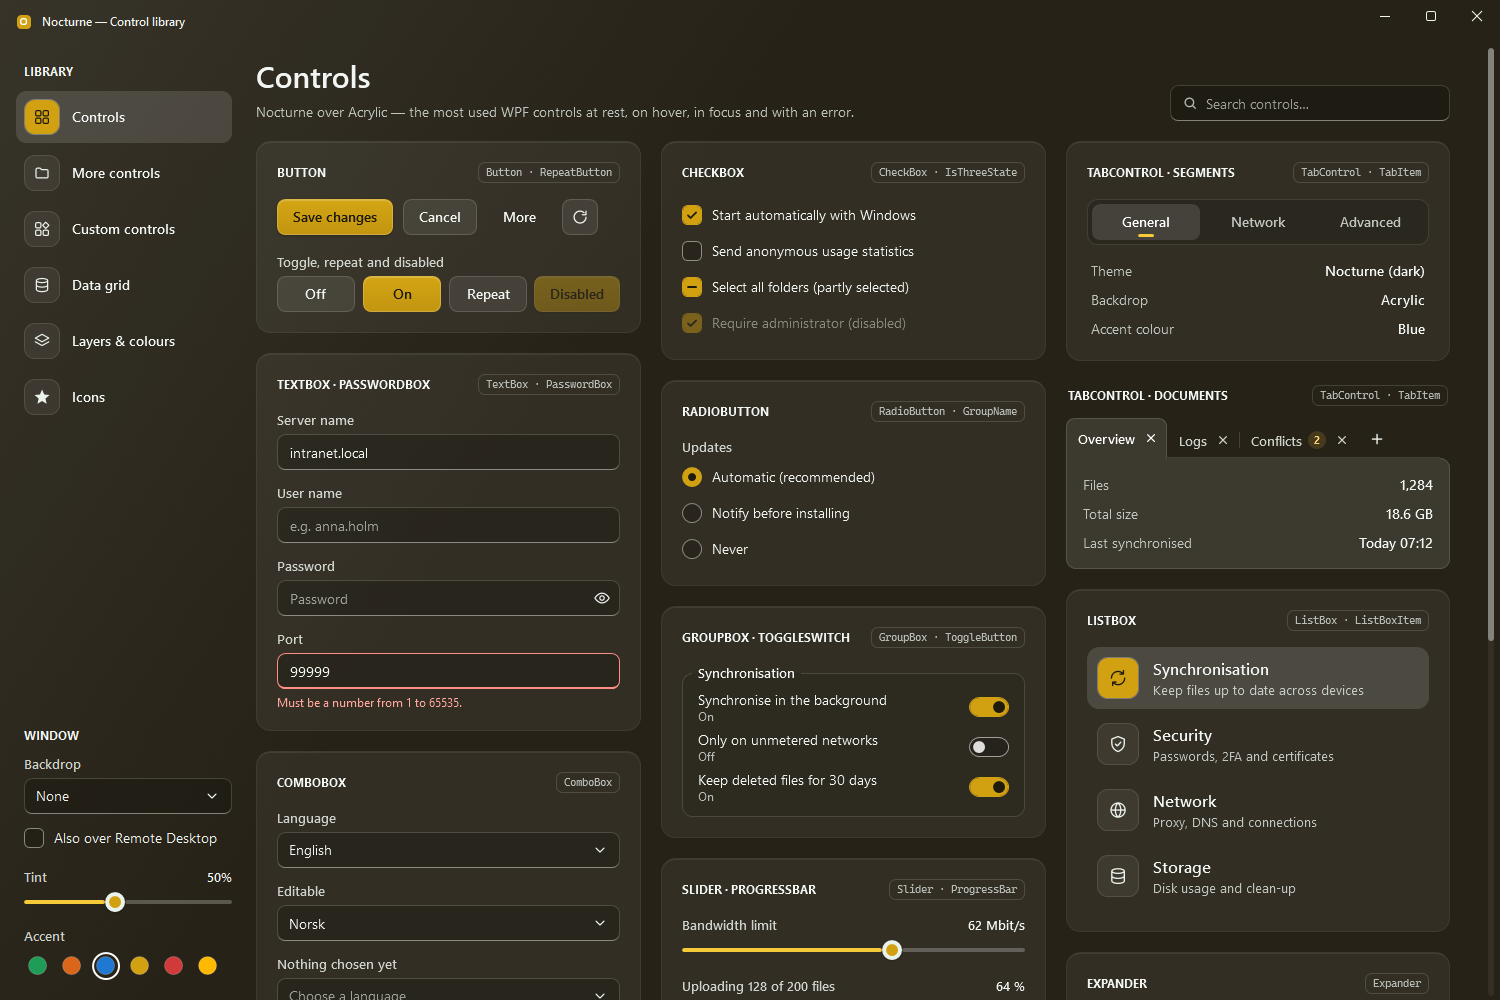 Nocturne — Control library
LIBRARY
Controls
More controls
Custom controls
Data grid
Layers & colours
Icons
WINDOW
Backdrop
None
Also over Remote Desktop
Tint 50%
Accent
Controls
Nocturne over Acrylic — the most used WPF controls at rest, on hover, in focus and with an error.
Search controls...
BUTTON Button · RepeatButton
Save changes Cancel More
Toggle, repeat and disabled
Off On Repeat Disabled
TEXTBOX · PASSWORDBOX TextBox · PasswordBox
Server name
intranet.local
User name
e.g. anna.holm
Password
Password
Port
99999
Must be a number from 1 to 65535.
COMBOBOX ComboBox
Language
English
Editable
Norsk
Nothing chosen yet
Choose a language
CHECKBOX CheckBox · IsThreeState
Start automatically with Windows
Send anonymous usage statistics
Select all folders (partly selected)
Require administrator (disabled)
RADIOBUTTON RadioButton · GroupName
Updates
Automatic (recommended)
Notify before installing
Never
GROUPBOX · TOGGLESWITCH GroupBox · ToggleButton
Synchronisation
Synchronise in the background
On
Only on unmetered networks
Off
Keep deleted files for 30 days
On
SLIDER · PROGRESSBAR Slider · ProgressBar
Bandwidth limit 62 Mbit/s
Uploading 128 of 200 files 64 %
TABCONTROL · SEGMENTS TabControl · TabItem
General Network Advanced
Theme Nocturne (dark)
Backdrop Acrylic
Accent colour Blue
TABCONTROL · DOCUMENTS TabControl · TabItem
Overview Logs Conflicts 2
Files 1,284
Total size 18.6 GB
Last synchronised Today 07:12
LISTBOX ListBox · ListBoxItem
Synchronisation
Keep files up to date across devices
Security
Passwords, 2FA and certificates
Network
Proxy, DNS and connections
Storage
Disk usage and clean-up
EXPANDER Expander